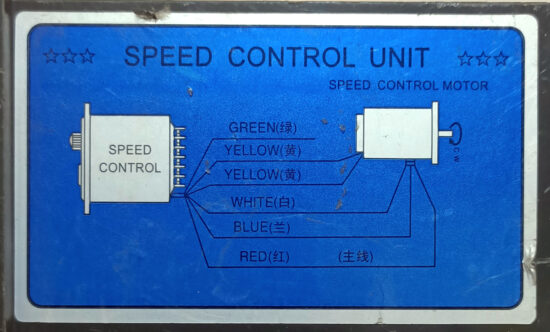 ☆☆☆ SPEED CONTROL UNIT ☆☆☆
SPEED CONTROL MOTOR
SPEED
CONTROL
GREEN(绿)
YELLOW(黄)
YELLOW(黄)
WHITE(白)
BLUE(兰)
RED(红) (主线)
C.W